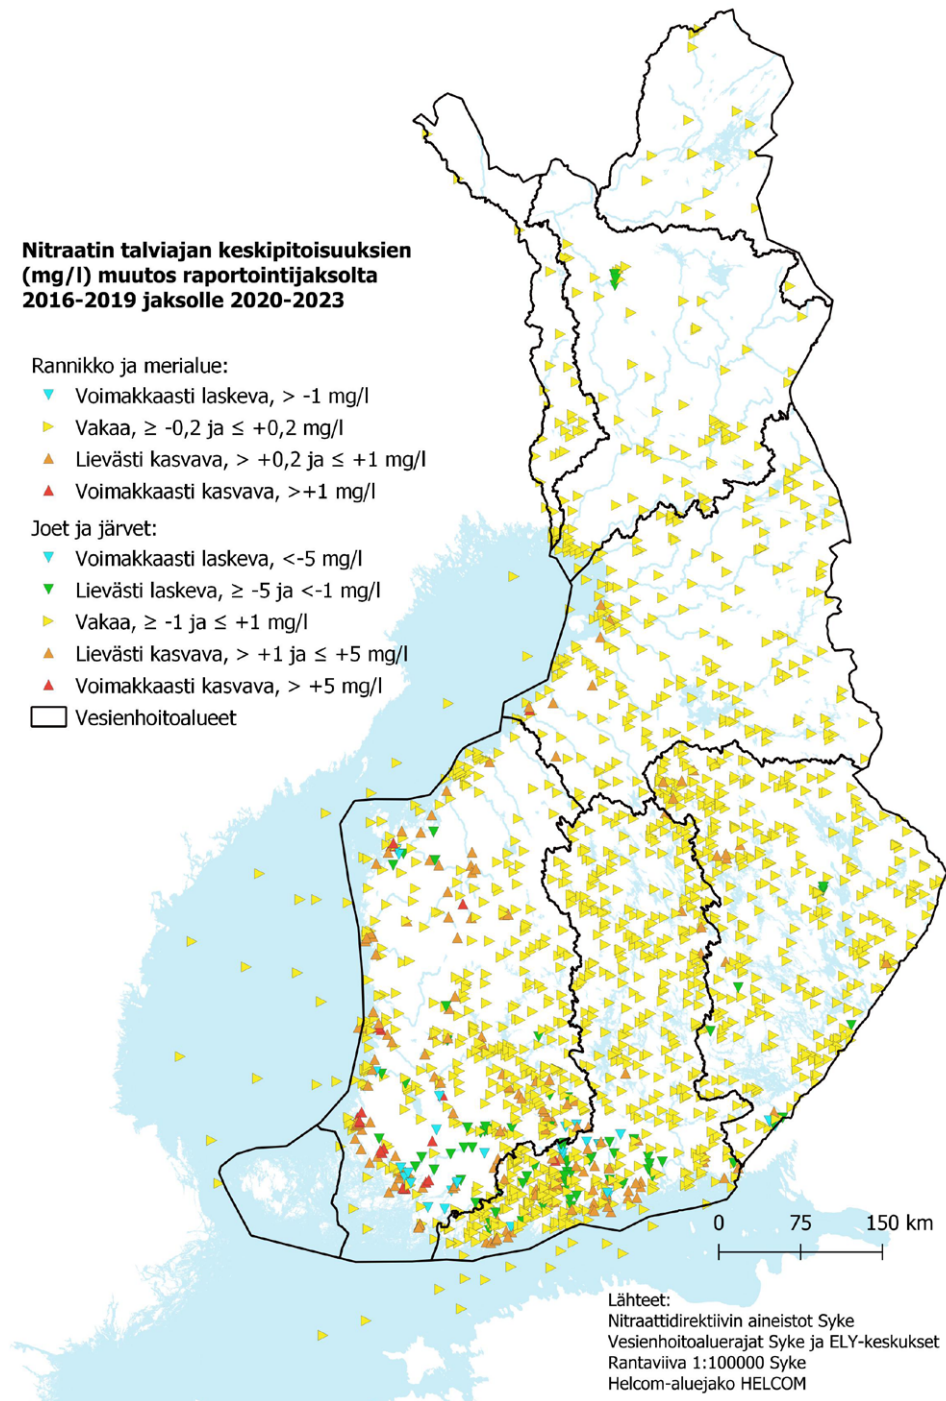 Nitraatin talviajan keskipitoisuuksien
(mg/l) muutos raportointijaksolta
2016-2019 jaksolle 2020-2023
Rannikko ja merialue:
Voimakkaasti laskeva, > -1 mg/l
Vakaa, ≥ -0,2 ja ≤ +0,2 mg/l
Lievästi kasvava, > +0,2 ja ≤ +1 mg/l
Voimakkaasti kasvava, >+1 mg/l
Joet ja järvet:
Voimakkaasti laskeva, <-5 mg/l
Lievästi laskeva, ≥ -5 ja <-1 mg/l
Vakaa, ≥ -1 ja ≤ +1 mg/l
Lievästi kasvava, > +1 ja ≤ +5 mg/l
Voimakkaasti kasvava, > +5 mg/l
Vesienhoitoalueet
0 75 150 km
Lähteet:
Nitraattidirektiivin aineistot Syke
Vesienhoitoaluerajat Syke ja ELY-keskukset
Rantaviiva 1:100000 Syke
Helcom-aluejako HELCOM